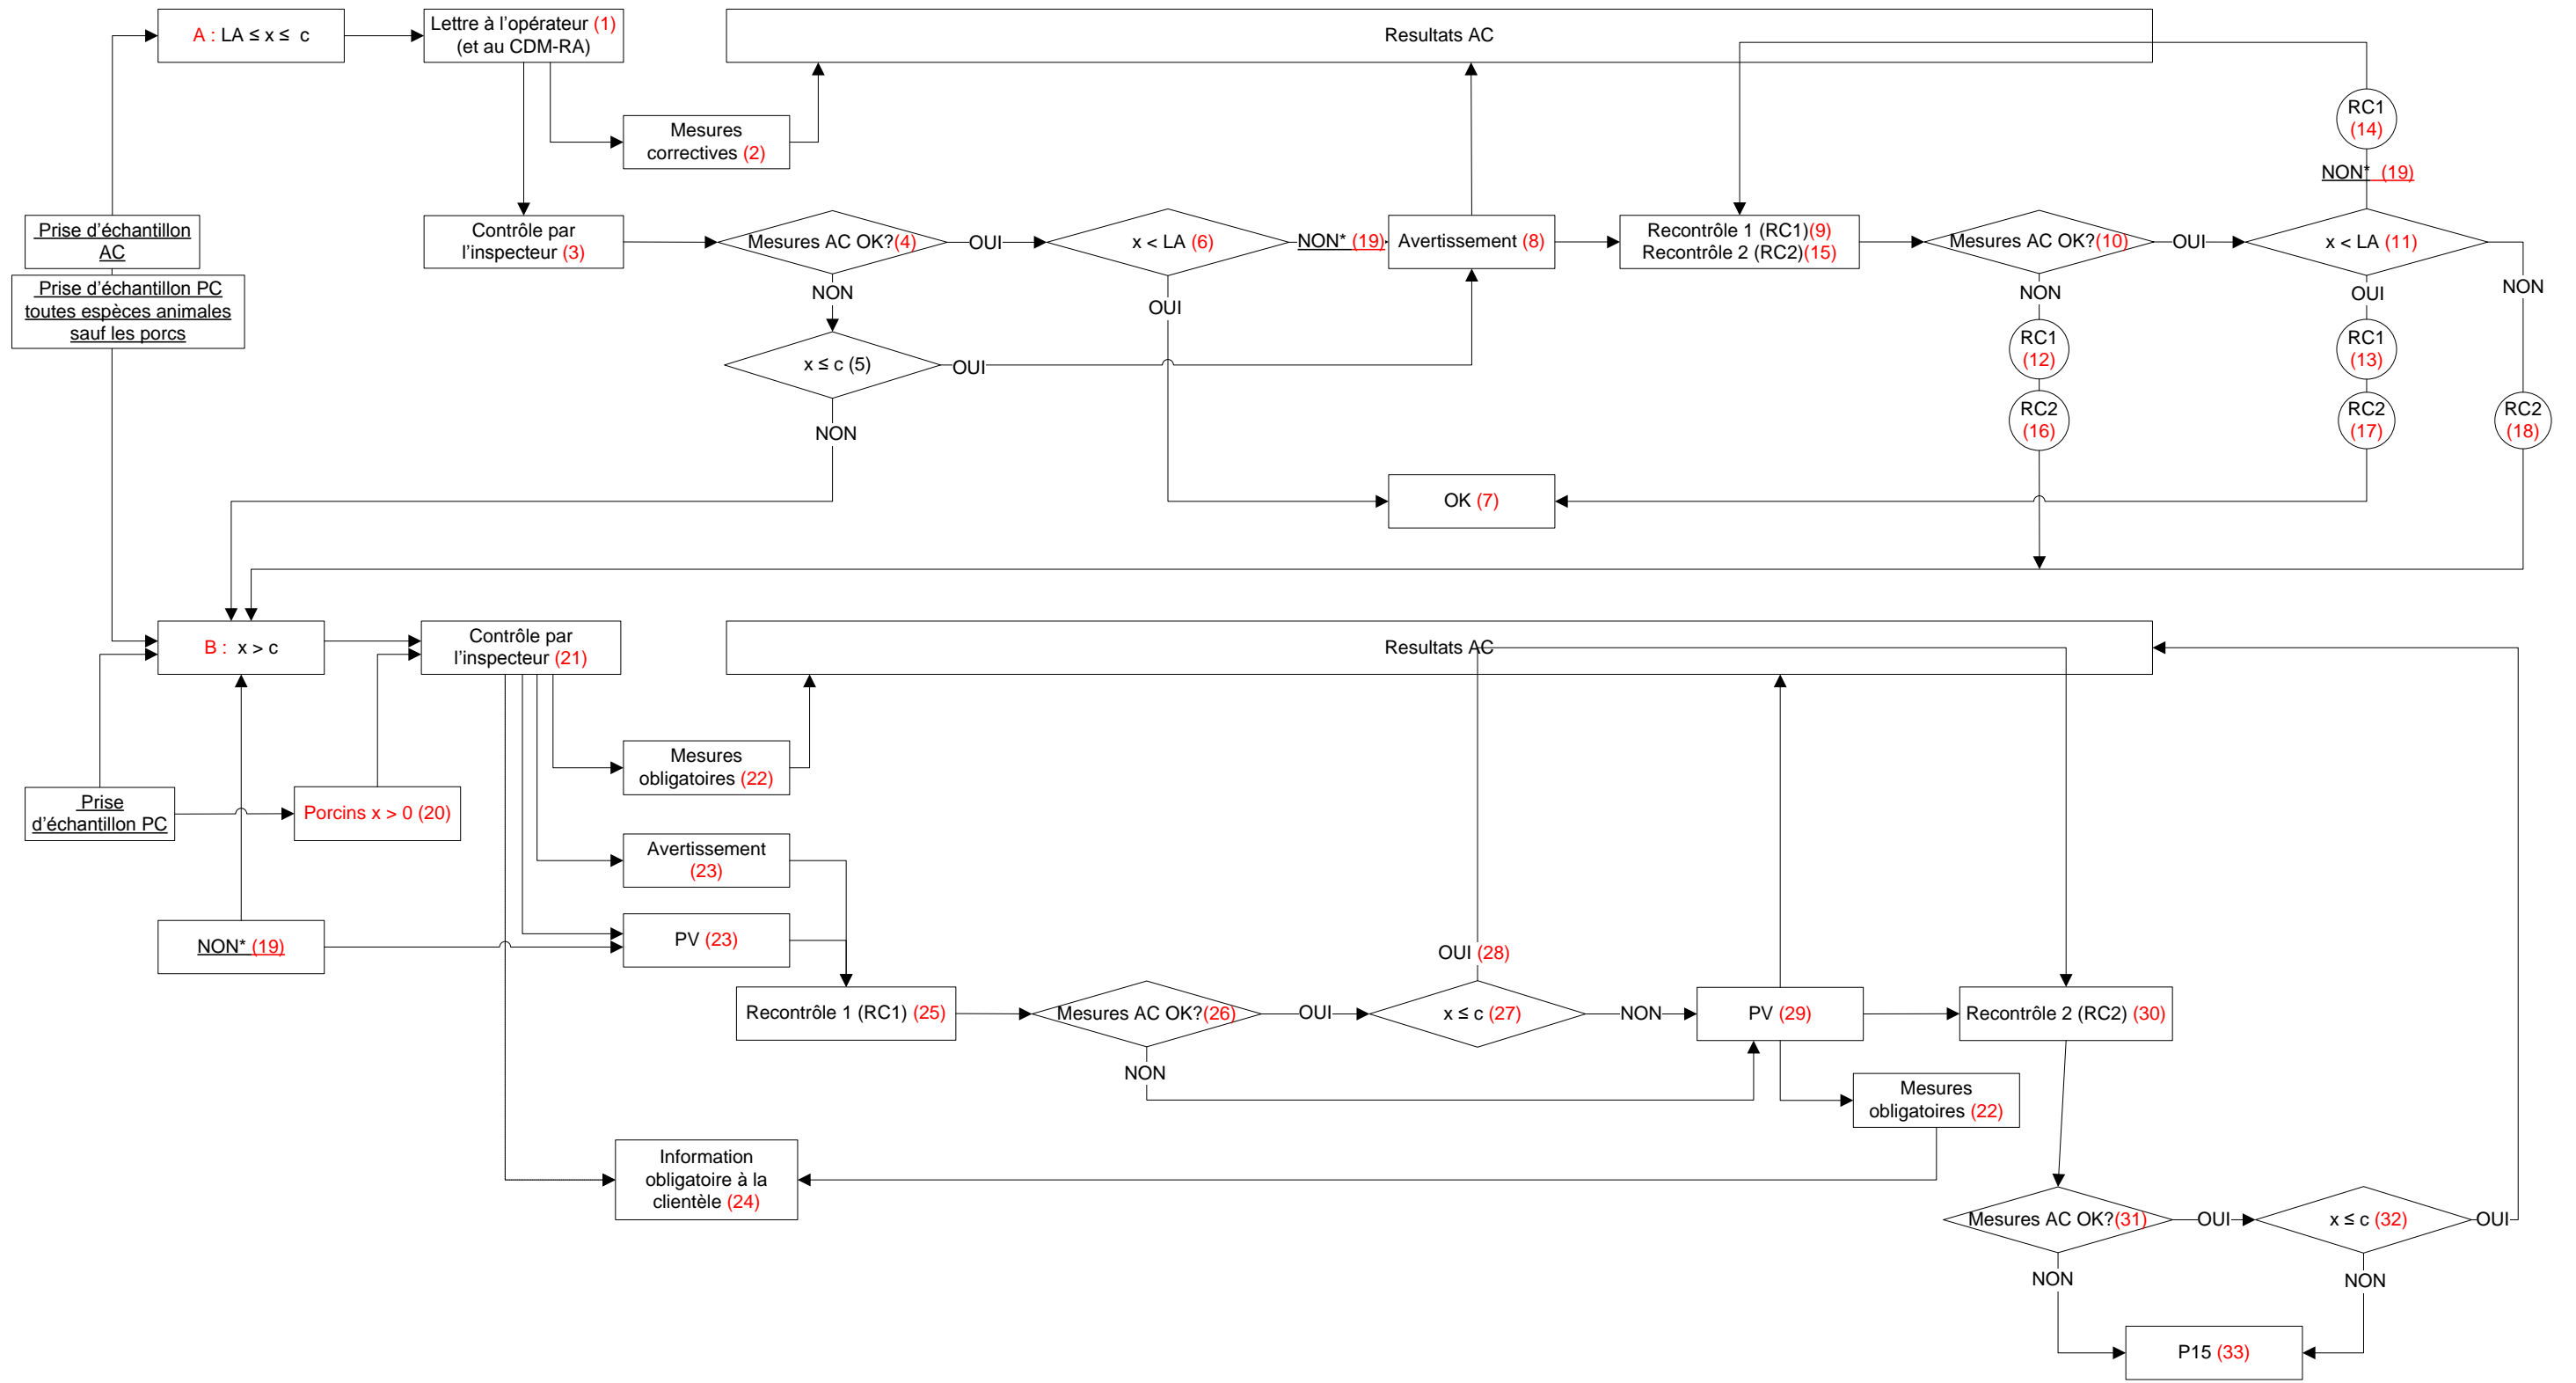 A : LA ≤ x ≤ c
Lettre à l’opérateur (1)
(et au CDM-RA)
Resultats AC
RC1
(14)
Mesures
correctives (2)
NON* (19)
Prise d’échantillon
AC
Prise d’échantillon PC
toutes espèces animales
sauf les porcs
Contrôle par
l’inspecteur (3)
Mesures AC OK?(4)
OUI
x < LA (6)
NON* (19)
Avertissement (8)
Recontrôle 1 (RC1)(9)
Recontrôle 2 (RC2)(15)
Mesures AC OK?(10)
OUI
x < LA (11)
NON
OUI
NON
OUI
NON
x ≤ c (5)
OUI
RC1
(12)
RC1
(13)
NON
RC2
(16)
RC2
(17)
RC2
(18)
OK (7)
B : x > c
Contrôle par
l’inspecteur (21)
Resultats AC
Mesures
obligatoires (22)
Prise
d’échantillon PC
Porcins x > 0 (20)
Avertissement
(23)
NON* (19)
PV (23)
OUI (28)
Recontrôle 1 (RC1) (25)
Mesures AC OK?(26)
OUI
x ≤ c (27)
NON
PV (29)
Recontrôle 2 (RC2) (30)
NON
Mesures
obligatoires (22)
Information
obligatoire à la
clientèle (24)
Mesures AC OK?(31)
OUI
x ≤ c (32)
OUI
NON
NON
P15 (33)